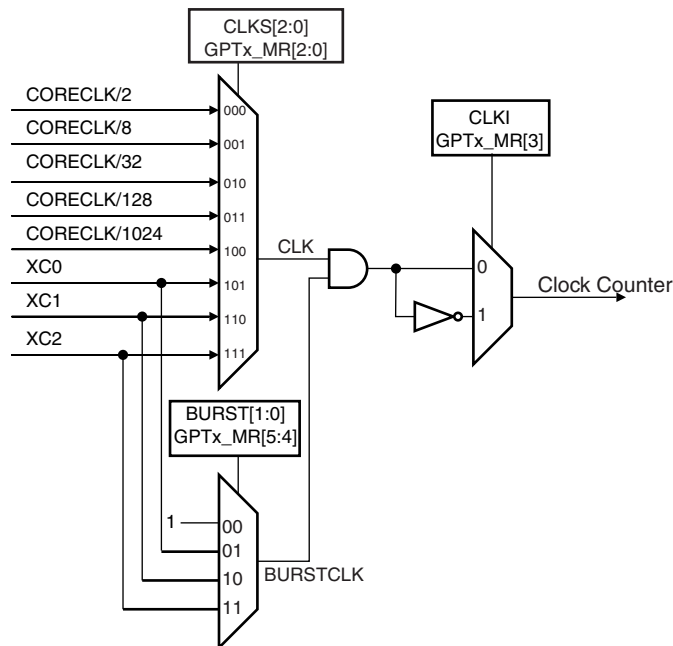 CLKS[2:0]
GPTx_MR[2:0]
CORECLK/2
000
CORECLK/8
001
CORECLK/32
010
CORECLK/128
011
CORECLK/1024
100
XC0
101
XC1
110
XC2
111
CLK
CLKI
GPTx_MR[3]
0
1
Clock Counter
BURST[1:0]
GPTx_MR[5:4]
1
00
01
10
11
BURSTCLK